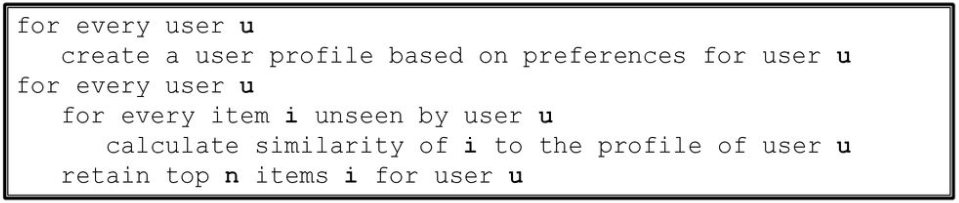 for every user u
create a user profile based on preferences for user u
for every user u
for every item i unseen by user u
calculate similarity of i to the profile of user u
retain top n items i for user u